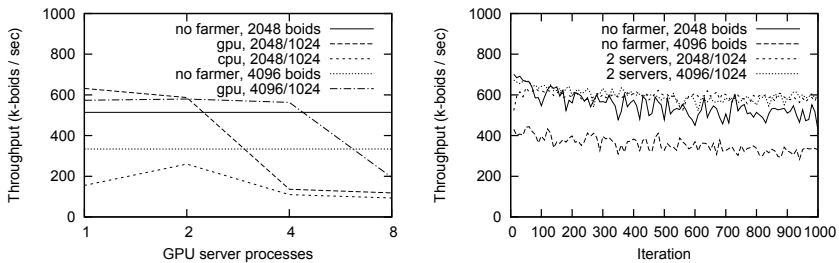 1000
800
600
400
200
0
Throughput (k-boids / sec)
no farmer, 2048 boids
gpu, 2048/1024
cpu, 2048/1024
no farmer, 4096 boids
gpu, 4096/1024
1 2 4 8
GPU server processes
1000
800
600
400
200
0
Throughput (k-boids / sec)
no farmer, 2048 boids
no farmer, 4096 boids
2 servers, 2048/1024
2 servers, 4096/1024
0 100 200 300 400 500 600 700 800 900 1000
Iteration